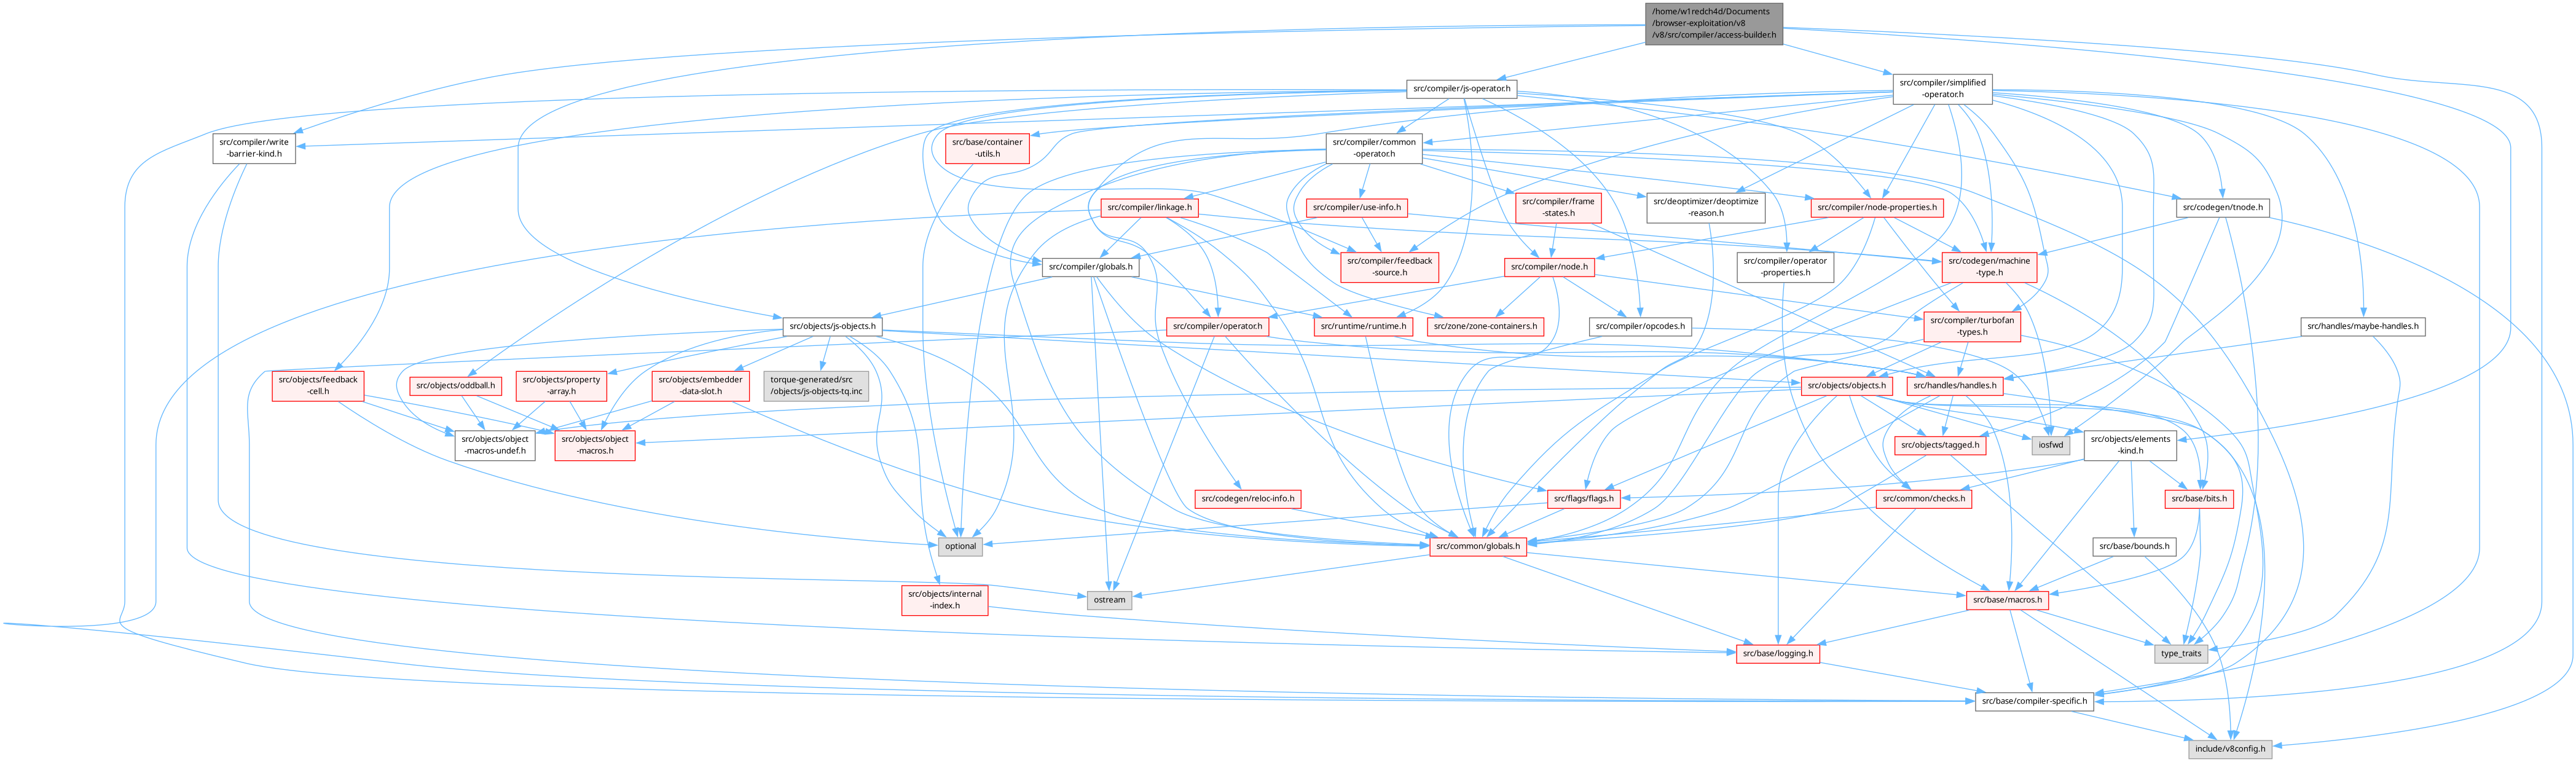 /home/w1redch4d/Documents
/browser-exploitation/v8
/v8/src/compiler/access-builder.h
src/compiler/js-operator.h
src/compiler/simplified
-operator.h
src/compiler/write
-barrier-kind.h
src/base/container
-utils.h
src/compiler/common
-operator.h
src/compiler/linkage.h
src/compiler/use-info.h
src/compiler/frame
-states.h
src/deoptimizer/deoptimize
-reason.h
src/compiler/node-properties.h
src/codegen/tnode.h
src/compiler/globals.h
src/compiler/feedback
-source.h
src/compiler/node.h
src/compiler/operator
-properties.h
src/codegen/machine
-type.h
src/objects/js-objects.h
src/compiler/operator.h
src/runtime/runtime.h
src/zone/zone-containers.h
src/compiler/opcodes.h
src/compiler/turbofan
-types.h
src/handles/maybe-handles.h
src/objects/feedback
-cell.h
src/objects/oddball.h
src/objects/property
-array.h
src/objects/embedder
-data-slot.h
torque-generated/src
/objects/js-objects-tq.inc
src/objects/objects.h
src/handles/handles.h
src/objects/object
-macros-undef.h
src/objects/object
-macros.h
src/objects/tagged.h
iosfwd
src/objects/elements
-kind.h
src/codegen/reloc-info.h
src/flags/flags.h
src/common/checks.h
src/base/bits.h
optional
src/common/globals.h
src/base/bounds.h
src/objects/internal
-index.h
ostream
src/base/macros.h
src/base/logging.h
type_traits
src/base/compiler-specific.h
include/v8config.h